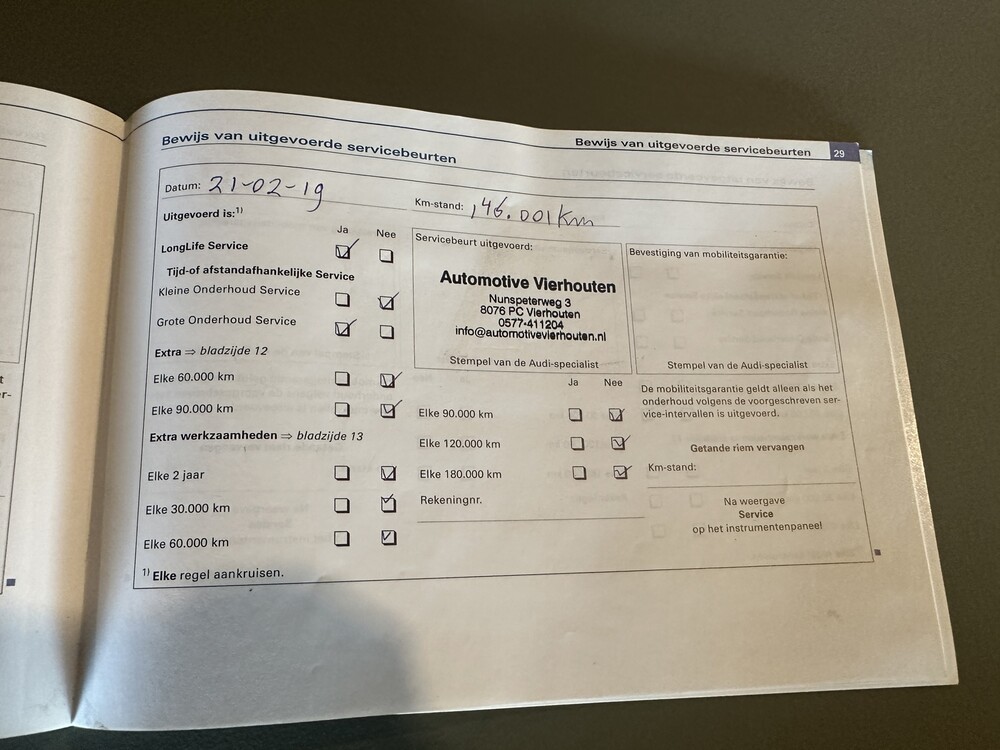 Bewijs van uitgevoerde servicebeurten
Bewijs van uitgevoerde servicebeurten 29
Datum: 21-02-19
Km-stand: 146.001 km
Uitgevoerd is:1)
Ja Nee
LongLife Service
Tijd-of afstandafhankelijke Service
Kleine Onderhoud Service
Grote Onderhoud Service
Extra ⇒ bladzijde 12
Elke 60.000 km
Elke 90.000 km
Extra werkzaamheden ⇒ bladzijde 13
Elke 2 jaar
Elke 30.000 km
Elke 60.000 km
1) Elke regel aankruisen.
Servicebeurt uitgevoerd:
Automotive Vierhouten
Nunspeterweg 3
8076 PC Vierhouten
0577-411204
info@automotivevierhouten.nl
Stempel van de Audi-specialist
Ja Nee
Elke 90.000 km
Elke 120.000 km
Elke 180.000 km
Rekeningnr.
Bevestiging van mobiliteitsgarantie:
Stempel van de Audi-specialist
De mobiliteitsgarantie geldt alleen als het
onderhoud volgens de voorgeschreven ser-
vice-intervallen is uitgevoerd.
Getande riem vervangen
Km-stand:
Na weergave
Service
op het instrumentenpaneel